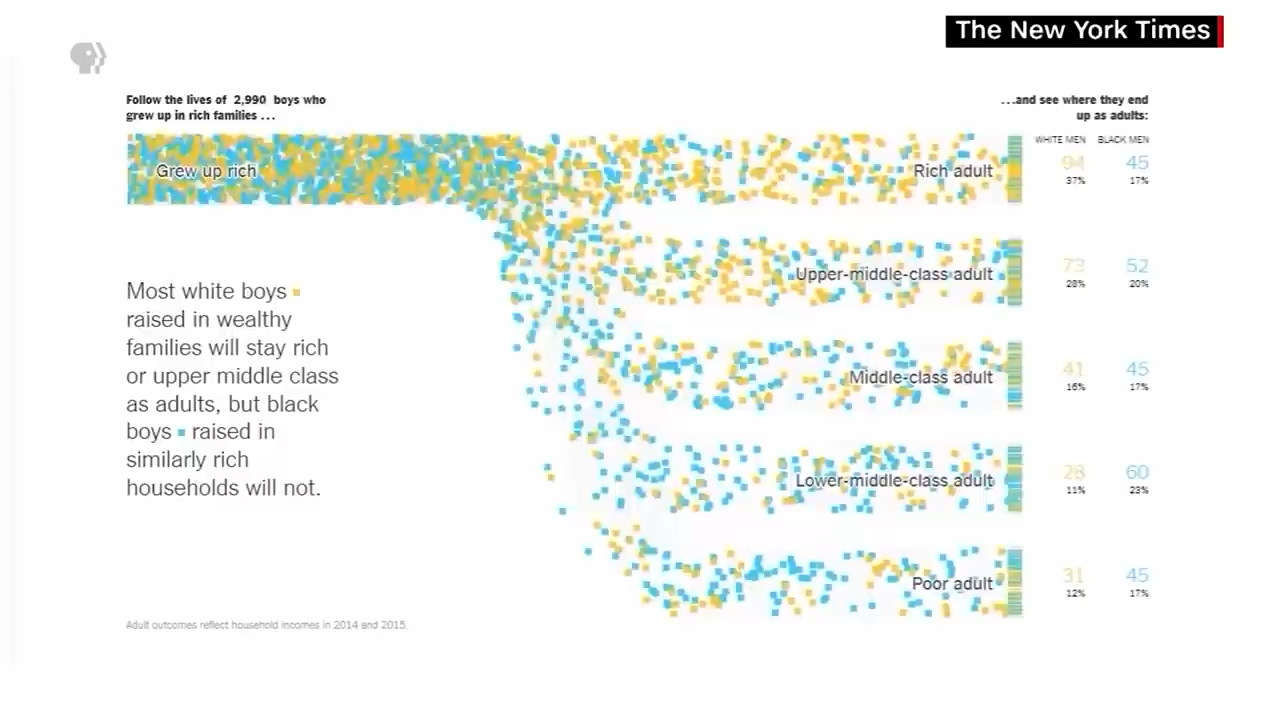 The New York Times
Follow the lives of 2,990 boys who
grew up in rich families ...
...and see where they end
up as adults:
WHITE MEN BLACK MEN
Grew up rich
Rich adult
94 45
37% 17%
Upper-middle-class adult
73 52
28% 20%
Most white boys
raised in wealthy
families will stay rich
or upper middle class
as adults, but black
boys raised in
similarly rich
households will not.
Middle-class adult
41 45
16% 17%
Lower-middle-class adult
28 60
11% 23%
Poor adult
31 45
12% 17%
Adult outcomes reflect household incomes in 2014 and 2015.